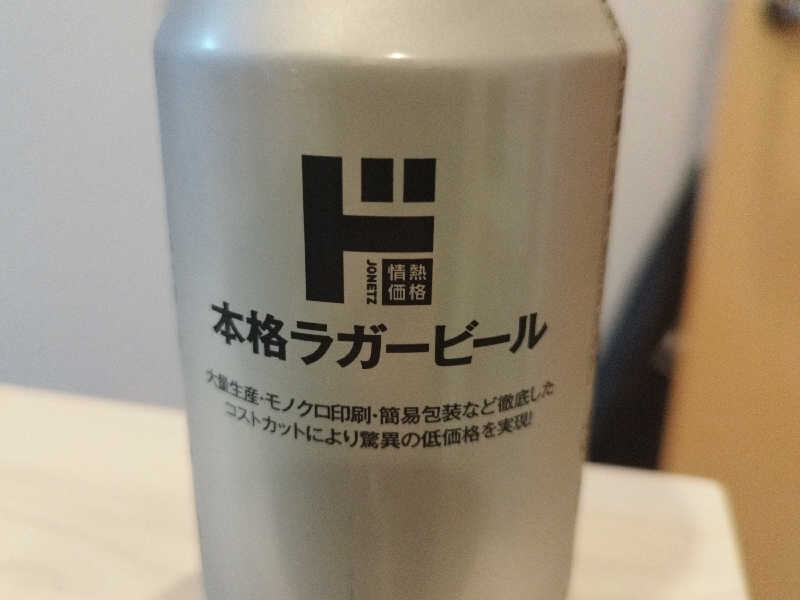 ド
JONETZ
情熱
価格
本格ラガービール
大量生産・モノクロ印刷・簡易包装など徹底した
コストカットにより驚異の低価格を実現!